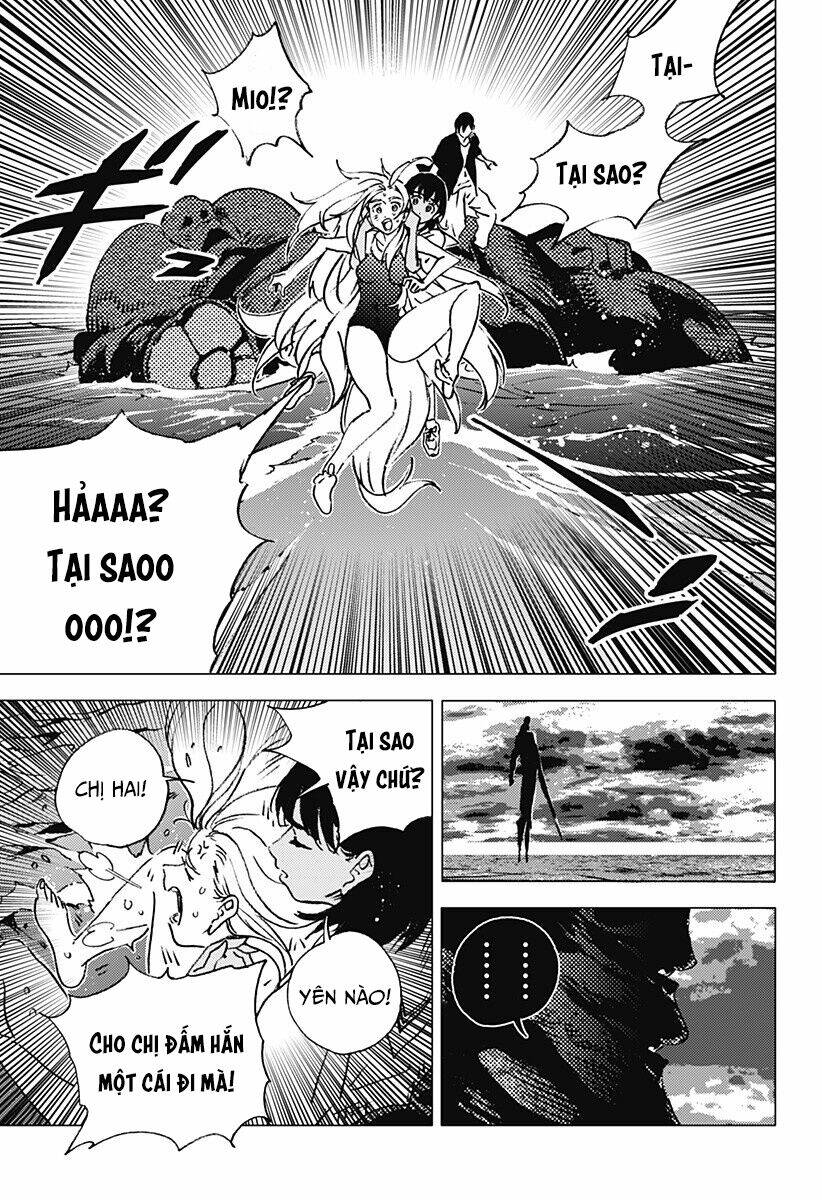 TẠI-
TẠI SAO?
MIO!?
HẢAAA?
TẠI SAOO
OOO!?
TẠI SAO
VẬY CHỨ?
CHỊ HAI!
YÊN NÀO!
CHO CHỊ ĐẤM HẮN
MỘT CÁI ĐI MÀ!